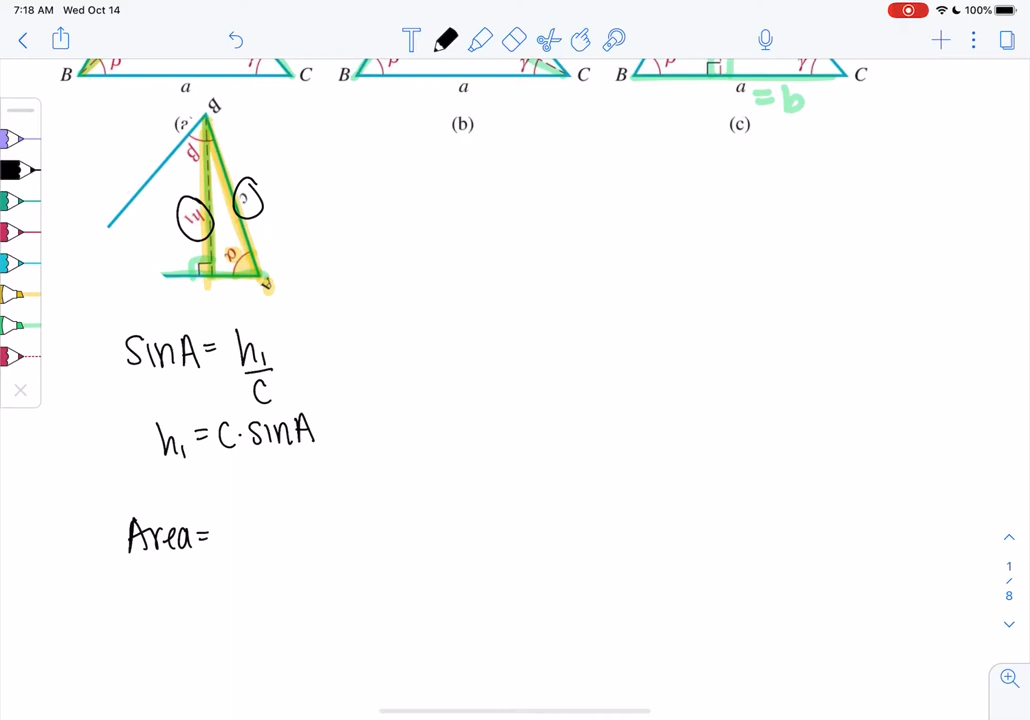 7:18 AM Wed Oct 14
100%
T
B β γ C
a
B β γ C
a
B β γ C
a
= b
(a
(b)
(c)
B
β
h1
c
α
A
sinA = h1/c
h1 = c · sinA
Area =
1
/
8